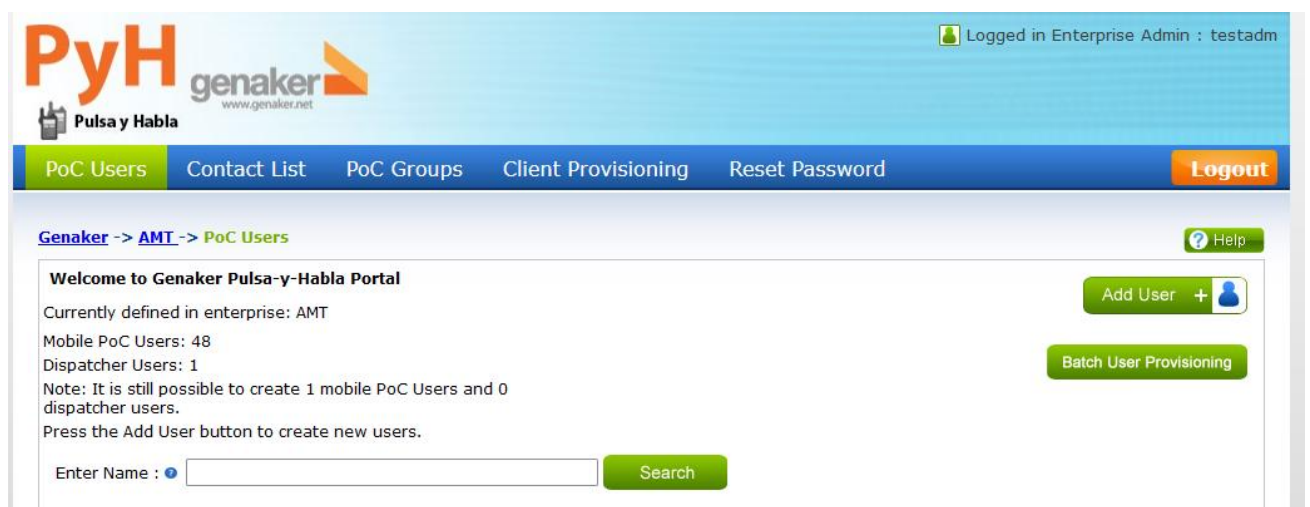 PyH
genaker
www.genaker.net
Pulsa y Habla
Logged in Enterprise Admin : testadm
PoC Users Contact List PoC Groups Client Provisioning Reset Password Logout
Genaker -> AMT -> PoC Users
Help
Welcome to Genaker Pulsa-y-Habla Portal
Add User +
Currently defined in enterprise: AMT
Mobile PoC Users: 48
Batch User Provisioning
Dispatcher Users: 1
Note: It is still possible to create 1 mobile PoC Users and 0
dispatcher users.
Press the Add User button to create new users.
Enter Name : Search